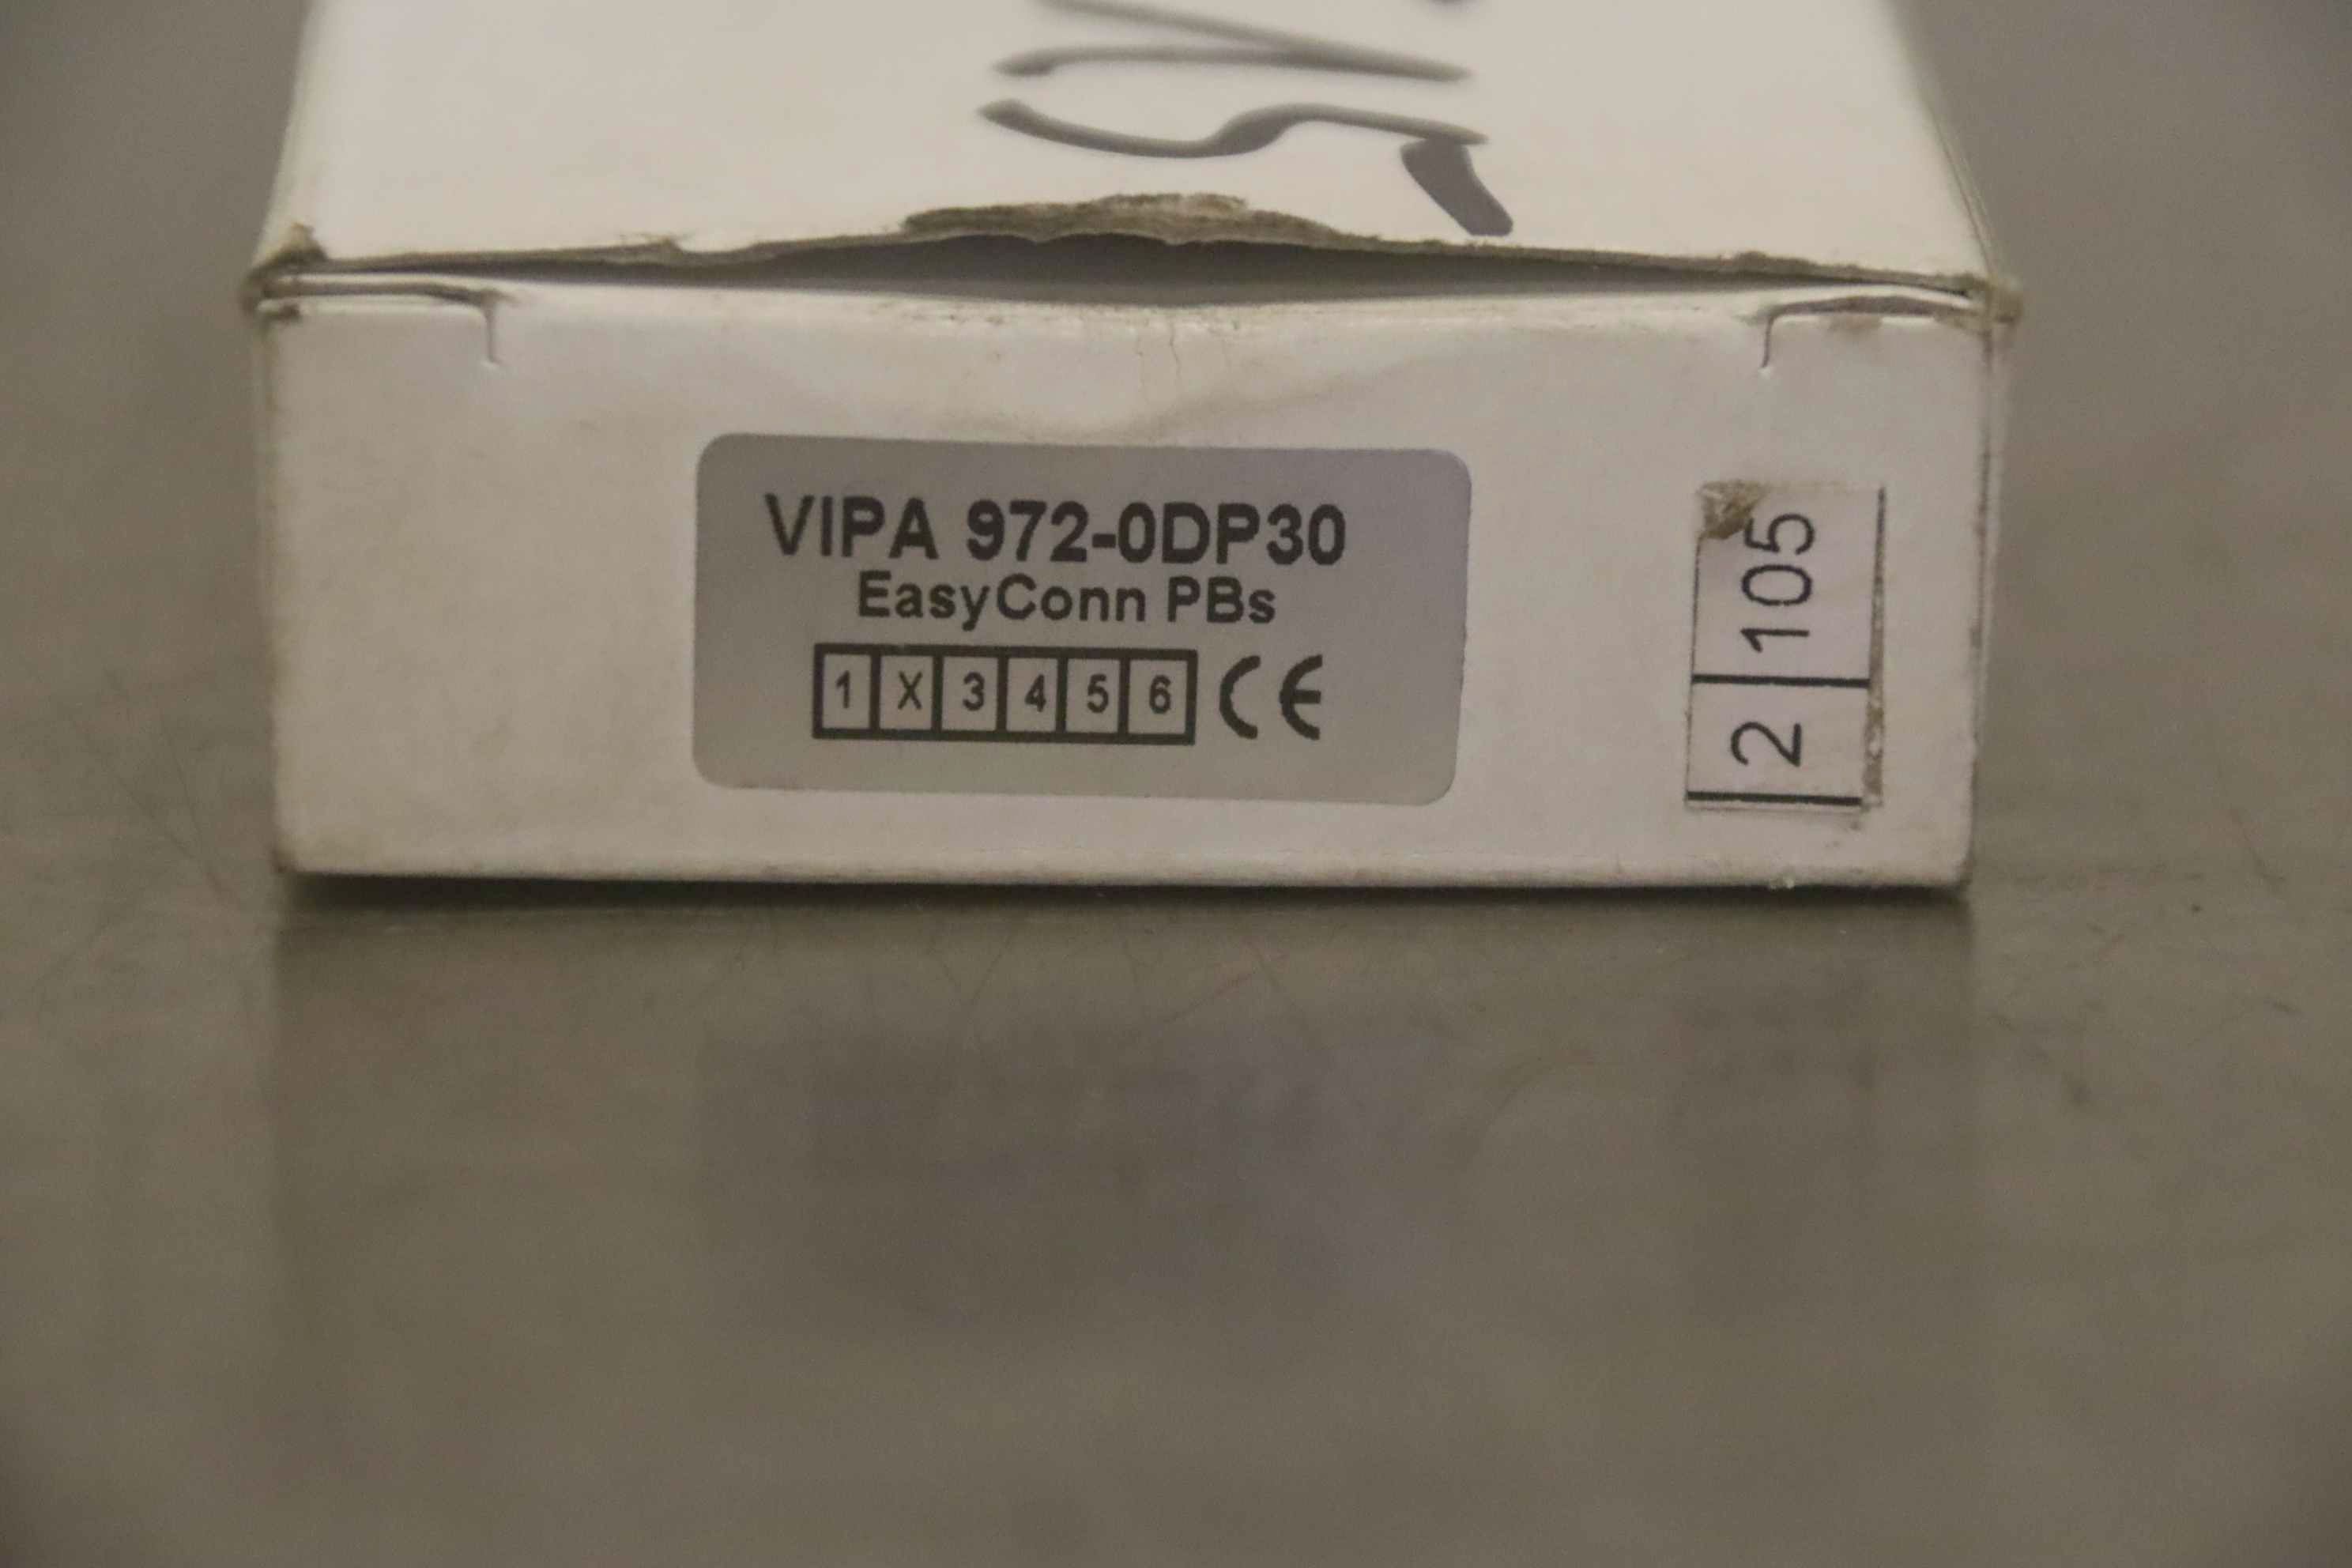 VIPA 972-0DP30
EasyConn PBs
1 X 3 4 5 6 CE
2 105